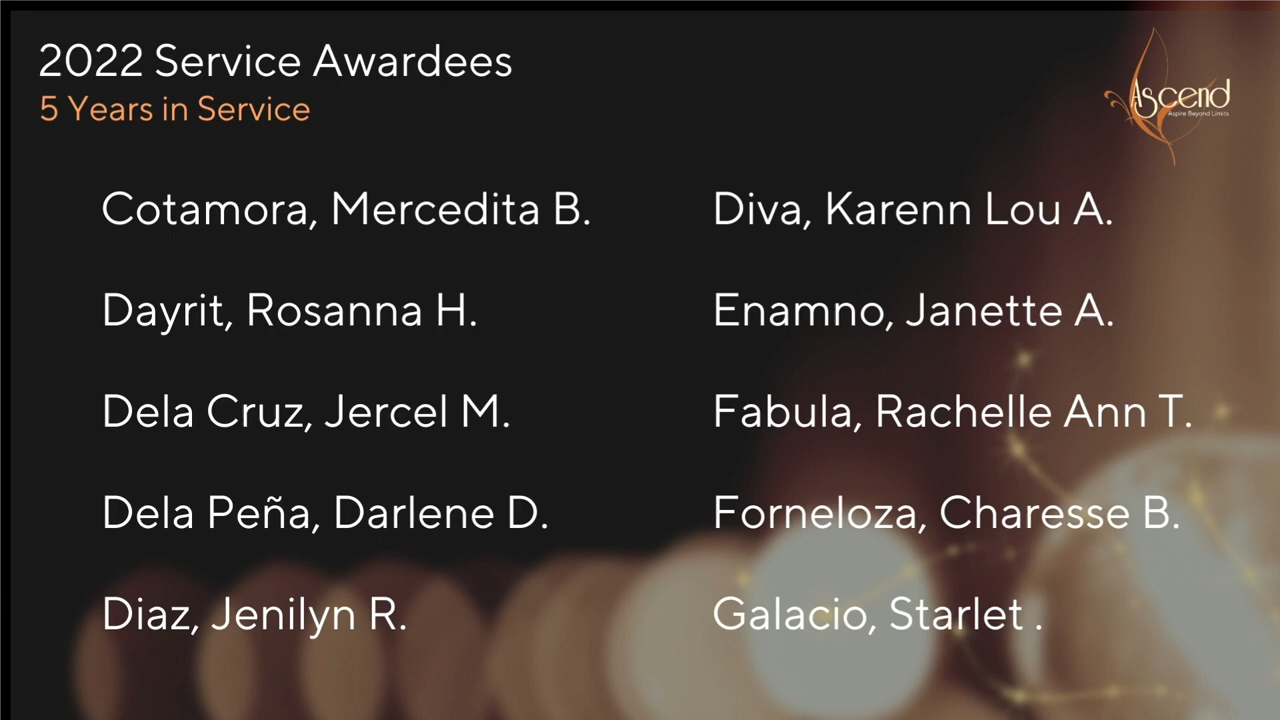 2022 Service Awardees
5 Years in Service
Ascend
Aspire Beyond Limits
Cotamora, Mercedita B.
Dayrit, Rosanna H.
Dela Cruz, Jercel M.
Dela Peña, Darlene D.
Diaz, Jenilyn R.
Diva, Karenn Lou A.
Enamno, Janette A.
Fabula, Rachelle Ann T.
Forneloza, Charesse B.
Galacio, Starlet .